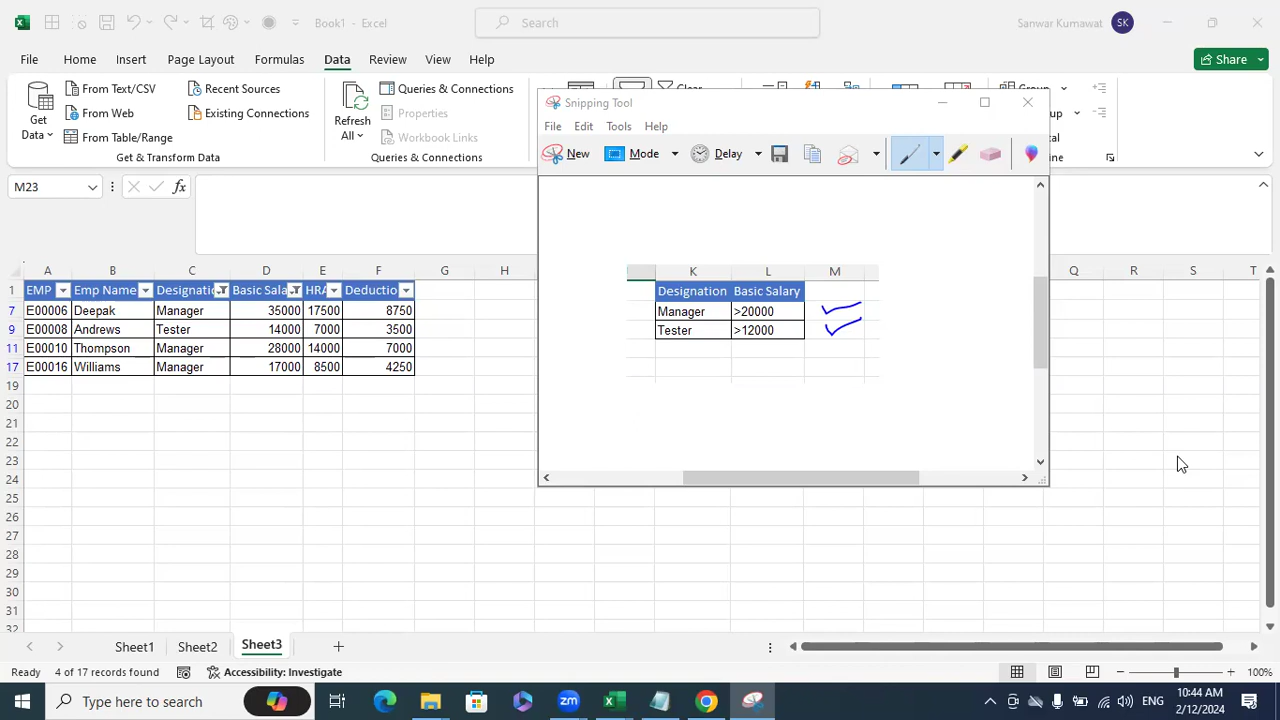 Book1 - Excel
Search
Sanwar Kumawat
SK
File
Home
Insert
Page Layout
Formulas
Data
Review
View
Help
Share
Get
Data
From Text/CSV
From Web
From Table/Range
Recent Sources
Existing Connections
Get & Transform Data
Refresh
All
Queries & Connections
Properties
Workbook Links
Queries & Connections
Clear
Group
Snipping Tool
File Edit Tools Help
New Mode Delay
M23
fx
A B C D E F G H
Q R S T
1 EMP Emp Name Designatio Basic Sala HRA Deductio
7 E00006 Deepak Manager 35000 17500 8750
9 E00008 Andrews Tester 14000 7000 3500
11 E00010 Thompson Manager 28000 14000 7000
17 E00016 Williams Manager 17000 8500 4250
19
20
21
22
23
24
25
26
27
28
29
30
31
32
K L M
Designation Basic Salary
Manager >20000
Tester >12000
Sheet1 Sheet2 Sheet3
Ready 4 of 17 records found Accessibility: Investigate
100%
Type here to search
zm
ENG
10:44 AM
2/12/2024